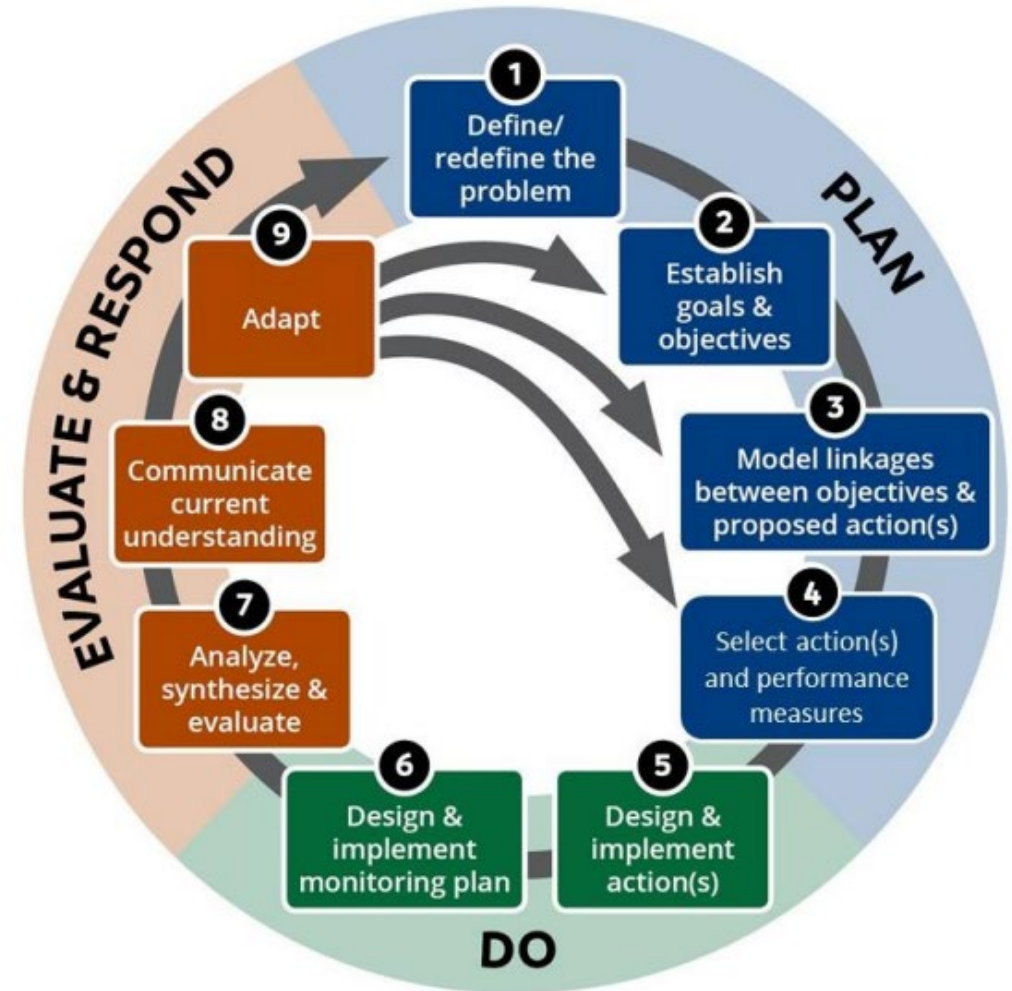 1
Define/
redefine the
problem
2
Establish
goals &
objectives
3
Model linkages
between objectives &
proposed action(s)
4
Select action(s)
and performance
measures
5
Design &
implement
action(s)
6
Design &
implement
monitoring plan
7
Analyze,
synthesize &
evaluate
8
Communicate
current
understanding
9
Adapt
PLAN
DO
EVALUATE & RESPOND